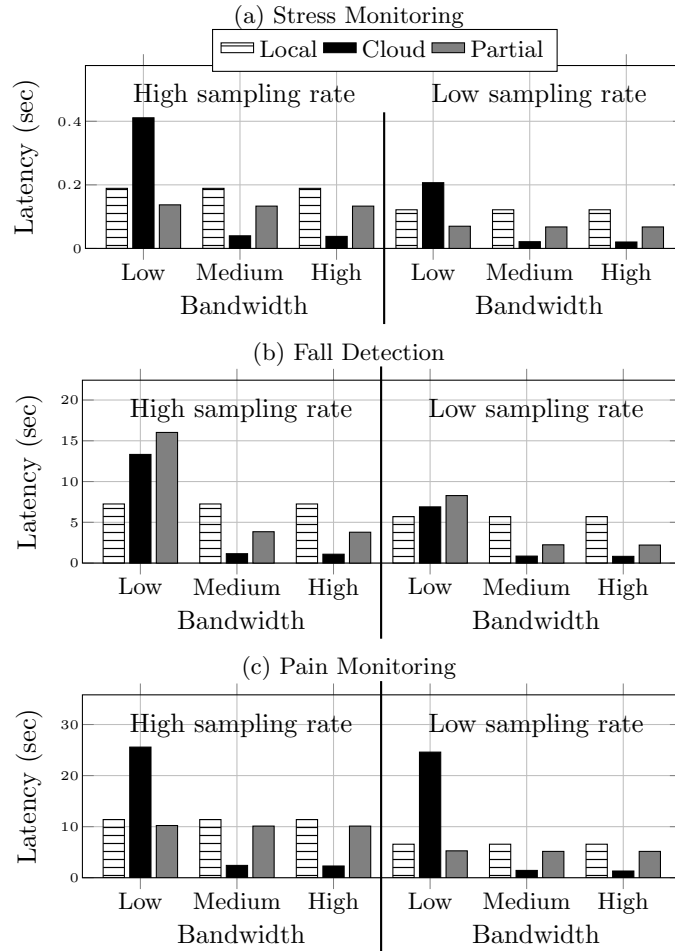 (a) Stress Monitoring
Local Cloud Partial
High sampling rate Low sampling rate
Latency (sec)
0.4
0.2
0
Low Medium High Low Medium High
Bandwidth Bandwidth
(b) Fall Detection
High sampling rate Low sampling rate
Latency (sec)
20
15
10
5
0
Low Medium High Low Medium High
Bandwidth Bandwidth
(c) Pain Monitoring
High sampling rate Low sampling rate
Latency (sec)
30
20
10
0
Low Medium High Low Medium High
Bandwidth Bandwidth